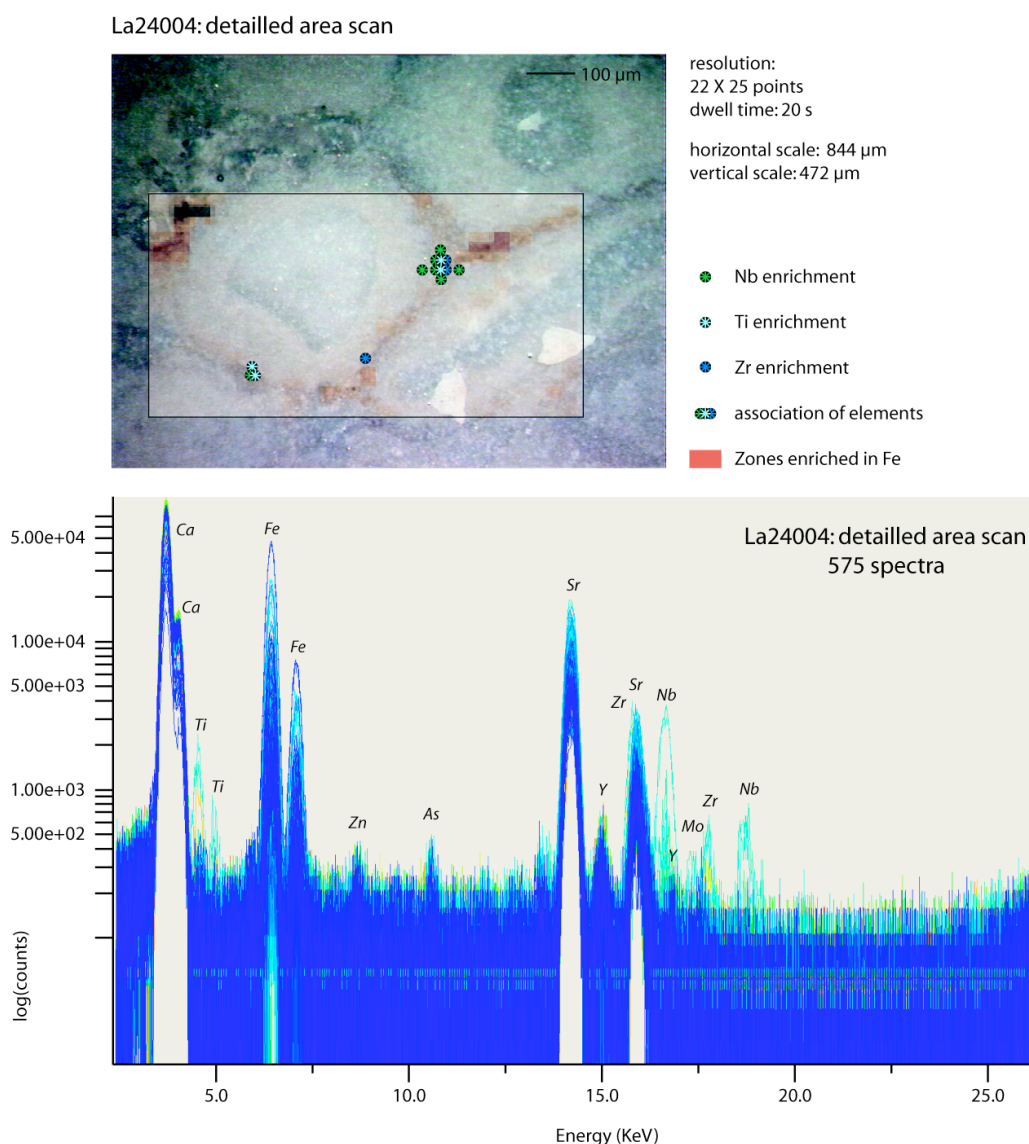 La24004: detailled area scan
100 µm
resolution:
22 X 25 points
dwell time: 20 s
horizontal scale: 844 µm
vertical scale: 472 µm
Nb enrichment
Ti enrichment
Zr enrichment
association of elements
Zones enriched in Fe
La24004: detailled area scan
575 spectra
5.00e+04
1.00e+04
5.00e+03
1.00e+03
5.00e+02
log(counts)
Ca
Ca
Ti
Ti
Fe
Fe
Zn
As
Sr
Y
Zr
Sr
Nb
Y
Mo
Zr
Nb
5.0
10.0
15.0
20.0
25.0
Energy (KeV)